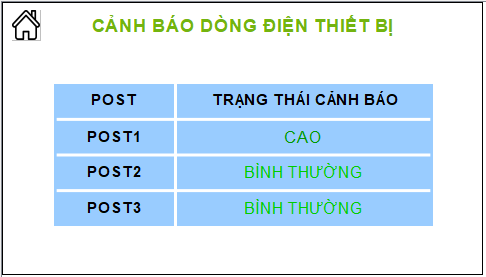 CẢNH BÁO DÒNG ĐIỆN THIẾT BỊ
POST TRẠNG THÁI CẢNH BÁO
POST1 CAO
POST2 BÌNH THƯỜNG
POST3 BÌNH THƯỜNG